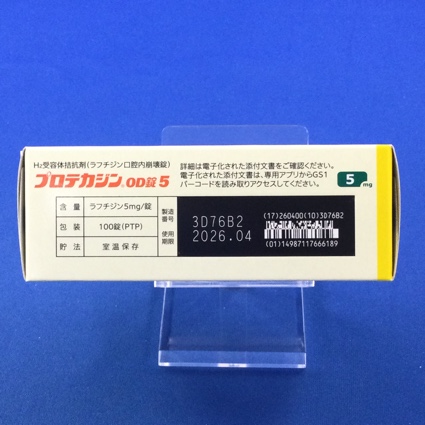 H₂受容体拮抗剤(ラフチジン口腔内崩壊錠)
プロテカジン®OD錠5
詳細は電子化された添付文書をご確認ください。
電子化された添付文書は、専用アプリからGS1
バーコードを読み取りアクセスしてください。
5mg
含量 ラフチジン5mg/錠
包装 100錠(PTP)
貯法 室温保存
製造番号 3D76B2
使用期限 2026.04
(17)260400(10)3D76B2
(01)14987117666189